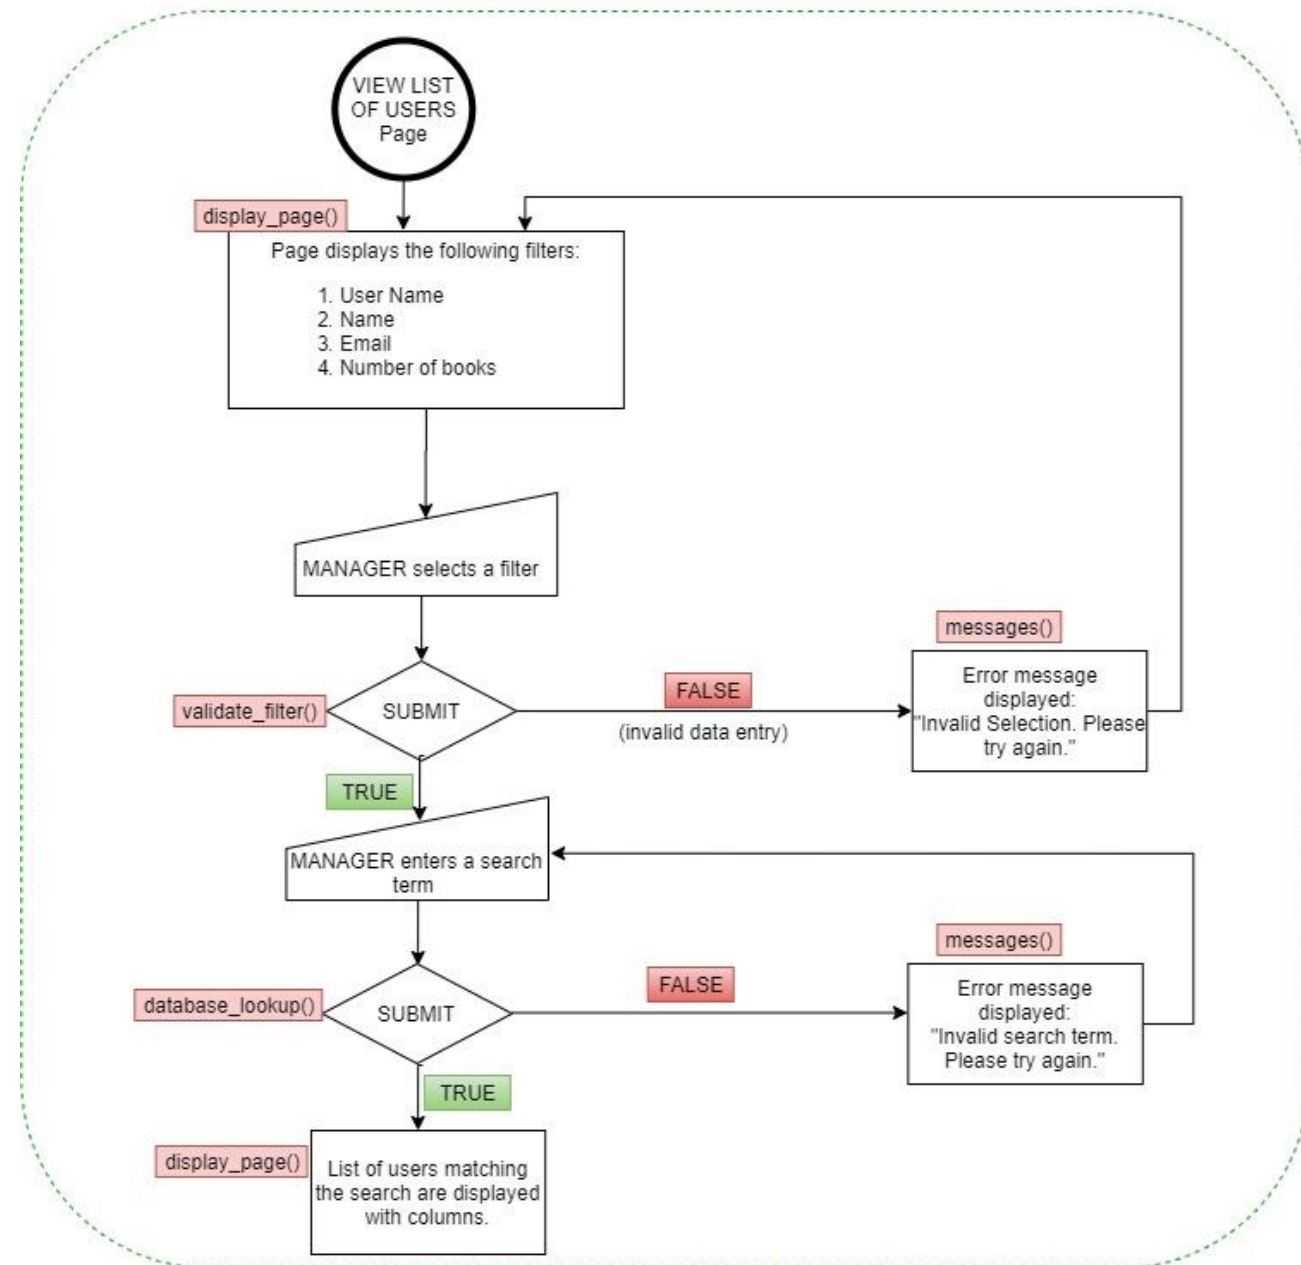 VIEW LIST
OF USERS
Page
display_page()
Page displays the following filters:
1. User Name
2. Name
3. Email
4. Number of books
MANAGER selects a filter
messages()
Error message
displayed:
"Invalid Selection. Please
try again."
FALSE
(invalid data entry)
validate_filter()
SUBMIT
TRUE
MANAGER enters a search
term
messages()
Error message
displayed:
"Invalid search term.
Please try again."
FALSE
database_lookup()
SUBMIT
TRUE
display_page()
List of users matching
the search are displayed
with columns.